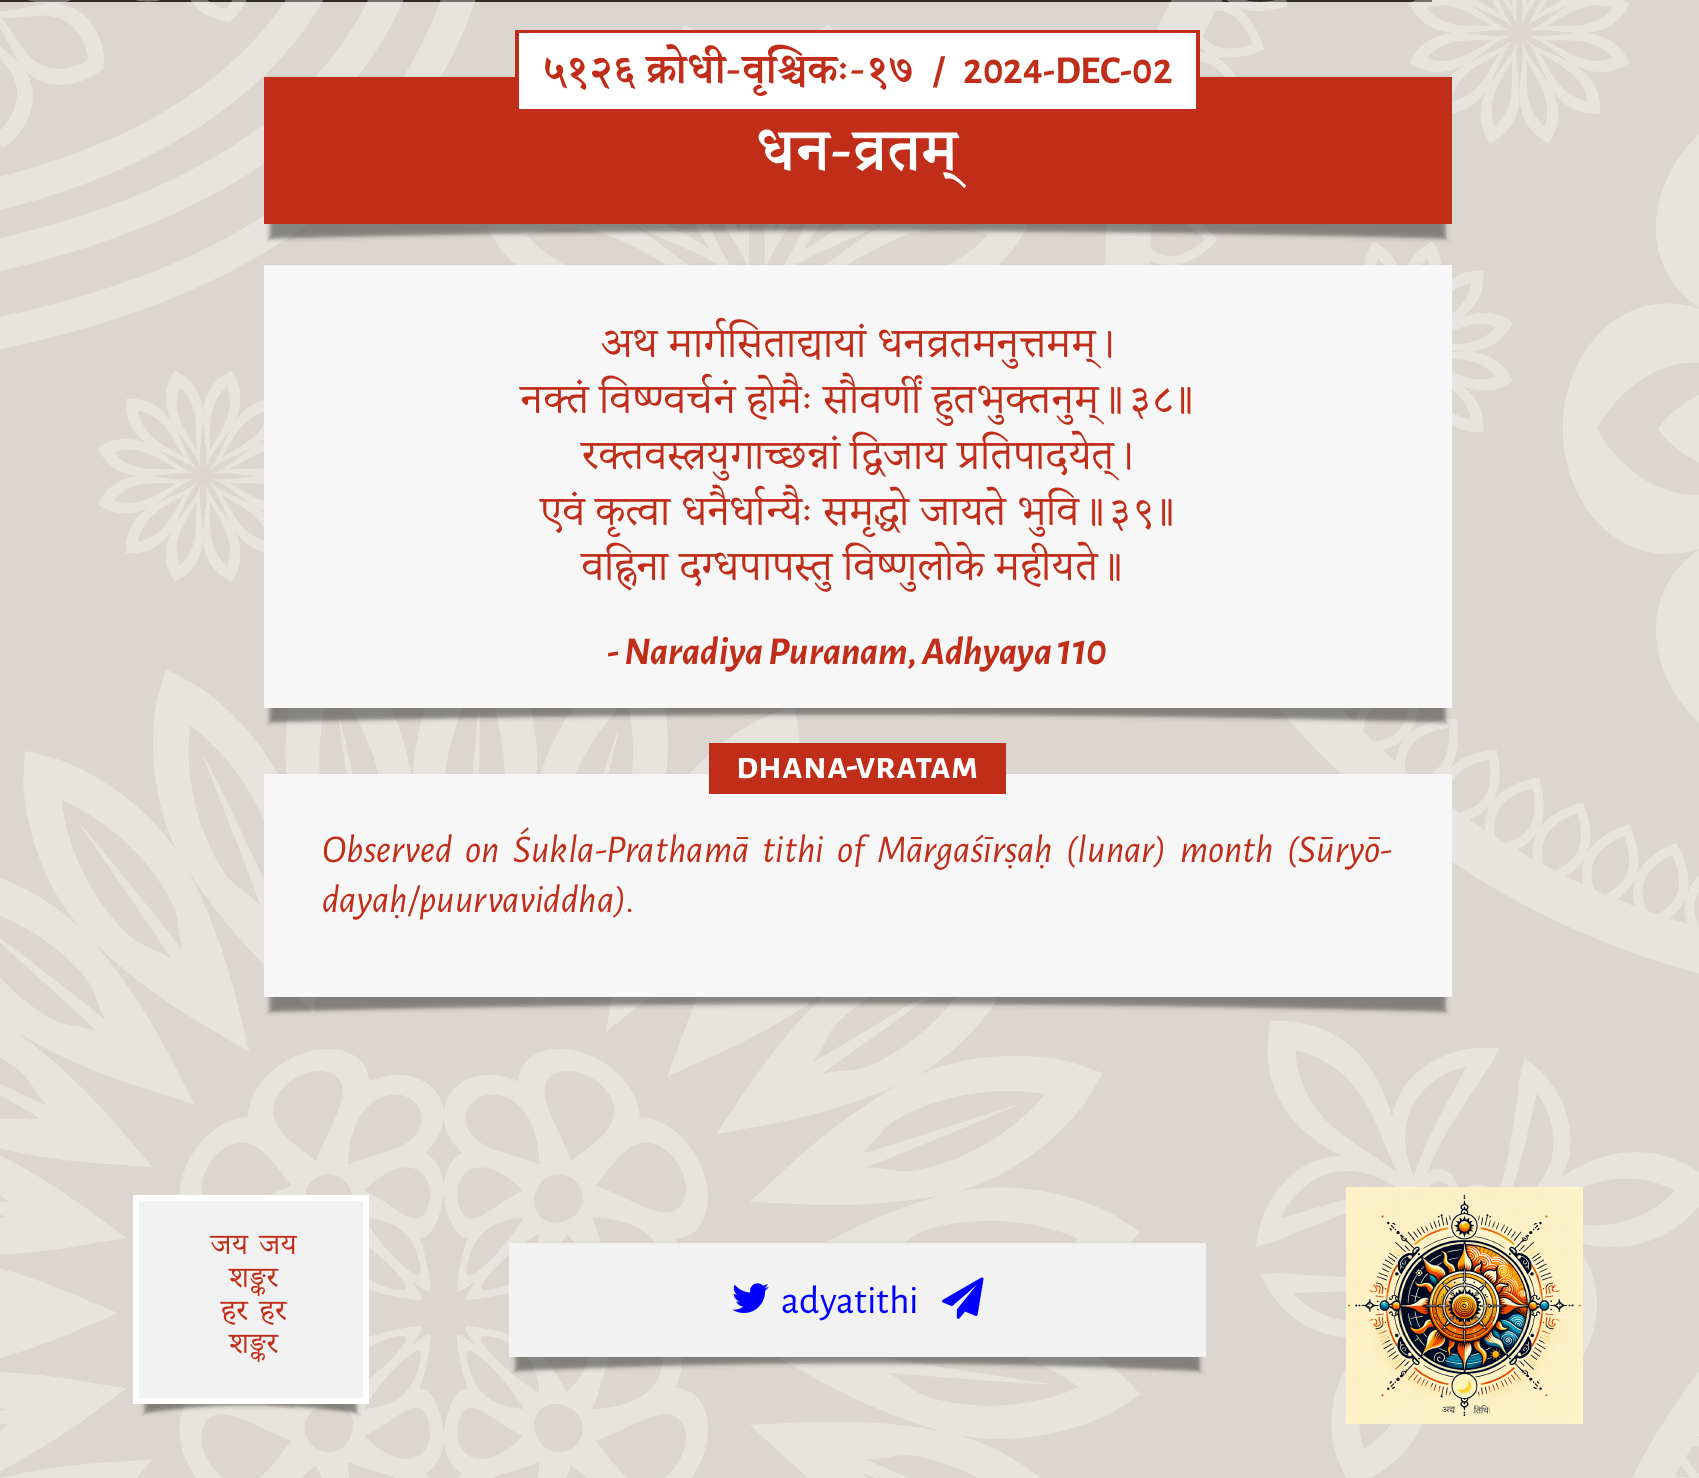 ५१२६ क्रोधी-वृश्चिकः-१७ / 2024-DEC-02
धन-व्रतम्
अथ मार्गसिताद्यायां धनव्रतमनुत्तमम्।
नक्तं विष्ण्वर्चनं होमैः सौवर्णीं हुतभुक्तनुम्॥३८॥
रक्तवस्त्रयुगाच्छन्नां द्विजाय प्रतिपादयेत्।
एवं कृत्वा धनैर्धान्यैः समृद्धो जायते भुवि॥३९॥
वह्निना दग्धपापस्तु विष्णुलोके महीयते॥
- Naradiya Puranam, Adhyaya 110
DHANA-VRATAM
Observed on Śukla-Prathamā tithi of Mārgaśīrṣaḥ (lunar) month (Sūryō-
dayaḥ/puurvaviddha).
जय जय
शङ्कर
हर हर
शङ्कर
adyatithi
अद्य तिथिः